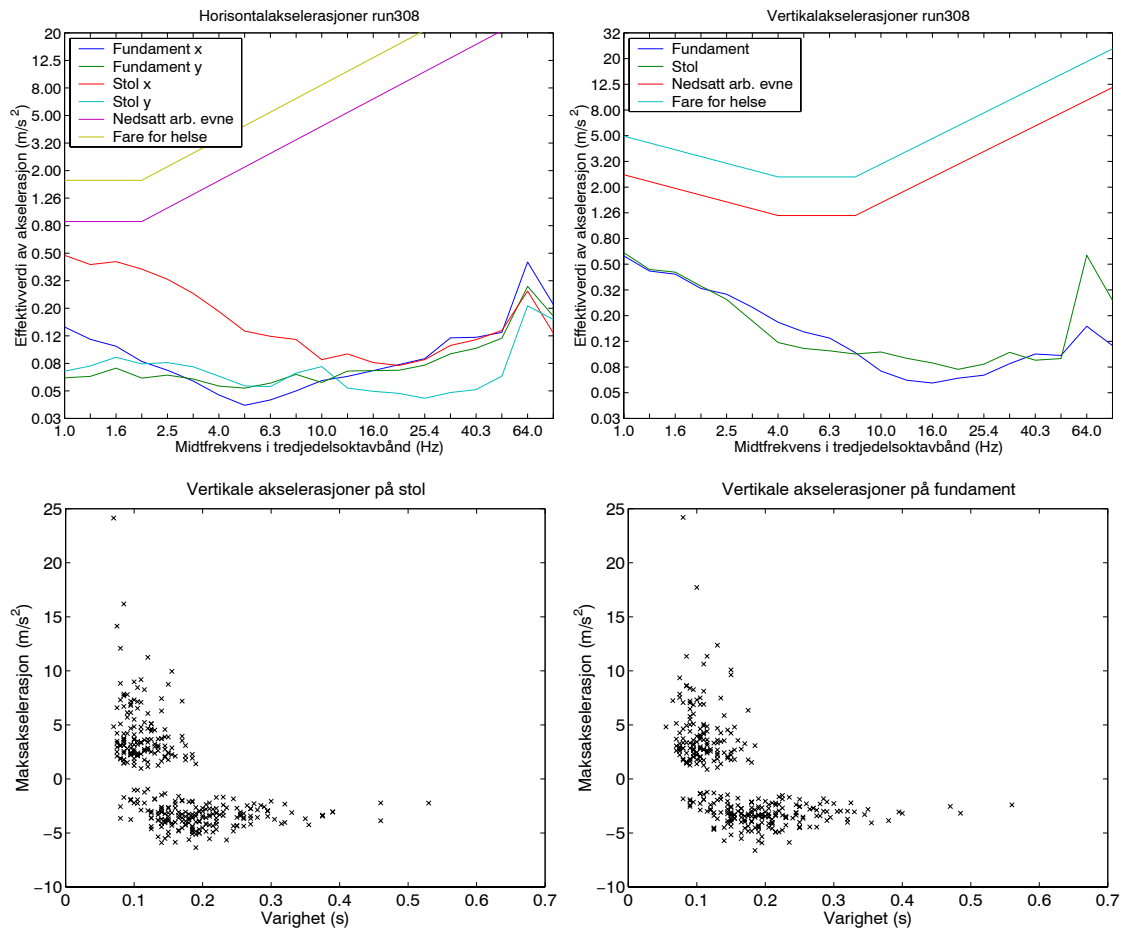 Horisontalakselerasjoner run308
Effektivverdi av akselerasjon (m/s²)
20
12.5
8.00
5.00
3.20
2.00
1.26
0.80
0.50
0.32
0.20
0.12
0.08
0.05
0.03
Fundament x
Fundament y
Stol x
Stol y
Nedsatt arb. evne
Fare for helse
1.0 1.6 2.5 4.0 6.3 10.0 16.0 25.4 40.3 64.0
Midtfrekvens i tredjedelsoktavbånd (Hz)
Vertikalakselerasjoner run308
Effektivverdi av akselerasjon (m/s²)
32
20
12.5
8.00
5.00
3.20
2.00
1.26
0.80
0.50
0.32
0.20
0.12
0.08
0.05
0.03
Fundament
Stol
Nedsatt arb. evne
Fare for helse
1.0 1.6 2.5 4.0 6.3 10.0 16.0 25.4 40.3 64.0
Midtfrekvens i tredjedelsoktavbånd (Hz)
Vertikale akselerasjoner på stol
Maksakselerasjon (m/s²)
25
20
15
10
5
0
−5
−10
0 0.1 0.2 0.3 0.4 0.5 0.6 0.7
Varighet (s)
Vertikale akselerasjoner på fundament
Maksakselerasjon (m/s²)
25
20
15
10
5
0
−5
−10
0 0.1 0.2 0.3 0.4 0.5 0.6 0.7
Varighet (s)